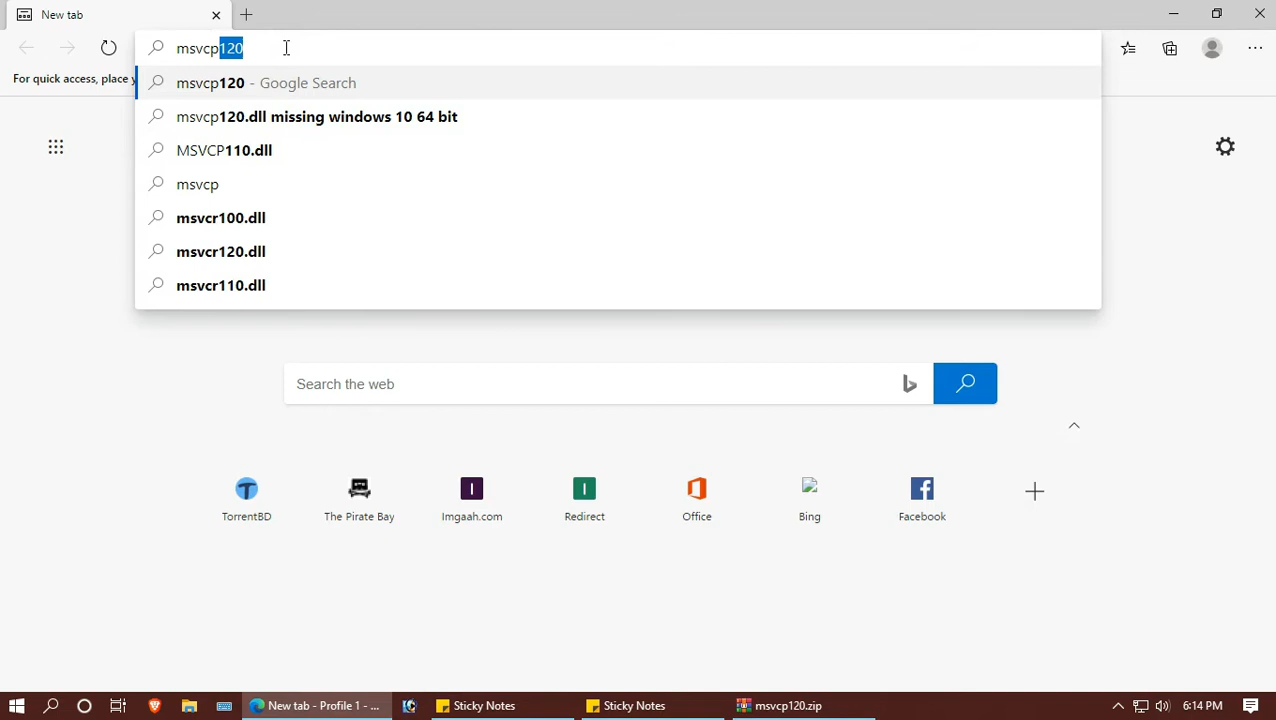 New tab
msvcp120
msvcp120 - Google Search
For quick access, place y
msvcp120.dll missing windows 10 64 bit
MSVCP110.dll
msvcp
msvcr100.dll
msvcr120.dll
msvcr110.dll
Search the web
I I
TorrentBD The Pirate Bay Imgaah.com Redirect Office Bing Facebook
New tab - Profile 1 - ... Sticky Notes Sticky Notes msvcp120.zip 6:14 PM